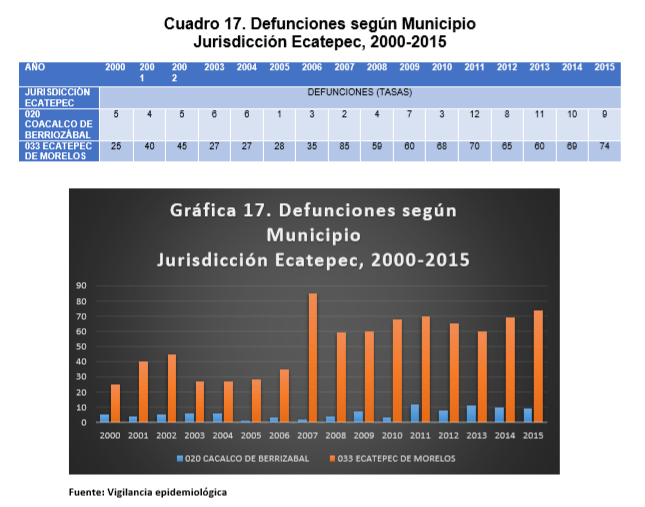 Cuadro 17. Defunciones según Municipio
Jurisdicción Ecatepec, 2000-2015
AÑO 2000 200 200 2003 2004 2005 2006 2007 2008 2009 2010 2011 2012 2013 2014 2015
1 2
JURISDICCIÓN DEFUNCIONES (TASAS)
ECATEPEC
020 5 4 5 6 6 1 3 2 4 7 3 12 8 11 10 9
COACALCO DE
BERRIOZÁBAL
033 ECATEPEC 25 40 45 27 27 28 35 85 59 60 68 70 65 60 69 74
DE MORELOS
Gráfica 17. Defunciones según
Municipio
Jurisdicción Ecatepec, 2000-2015
90
80
70
60
50
40
30
20
10
0
2000 2001 2002 2003 2004 2005 2006 2007 2008 2009 2010 2011 2012 2013 2014 2015
020 CACALCO DE BERRIZABAL 033 ECATEPEC DE MORELOS
Fuente: Vigilancia epidemiológica